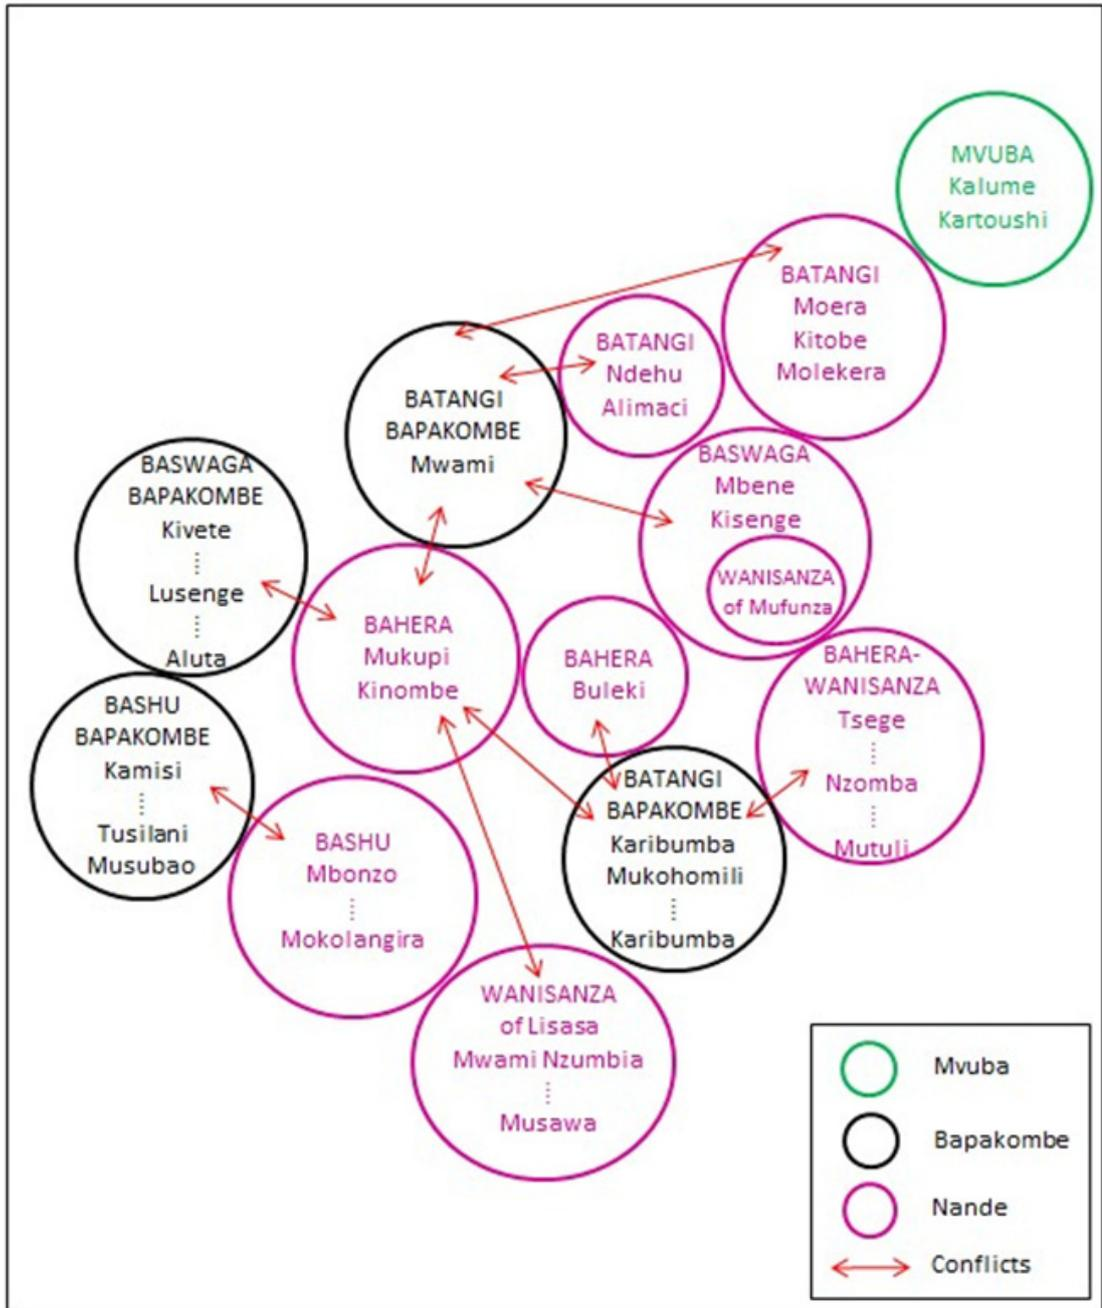 MVUBA
Kalume
Kartoushi
BATANGI
Moera
Kitobe
Molekera
BATANGI
Ndehu
Alimaci
BATANGI
BAPAKOMBE
Mwami
BASWAGA
BAPAKOMBE
Kivete
Lusenge
Aluta
BASWAGA
Mbene
Kisenge
WANISANZA
of Mufunza
BAHERA
Mukupi
Kinombe
BAHERA
Buleki
BAHERA-
WANISANZA
Tsege
Nzomba
Mutuli
BASHU
BAPAKOMBE
Kamisi
Tusilani
Musubao
BATANGI
BAPAKOMBE
Karibumba
Mukohomili
Karibumba
BASHU
Mbonzo
Mokolangira
WANISANZA
of Lisasa
Mwami Nzumbia
Musawa
Mvuba
Bapakombe
Nande
Conflicts